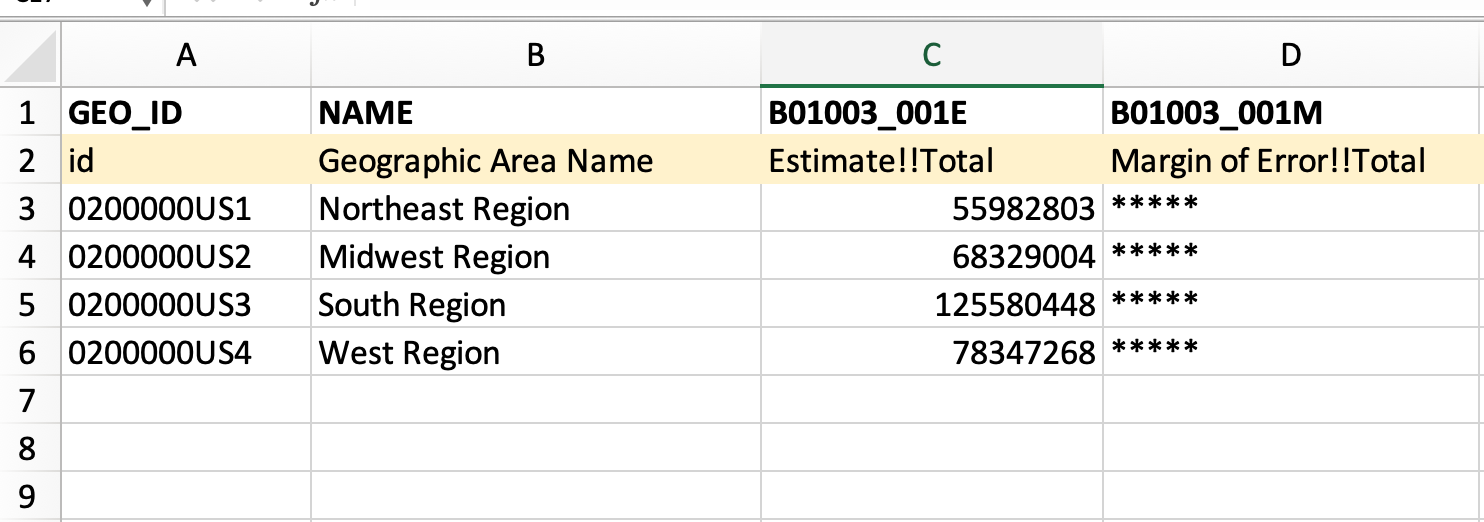 A B C D
1 GEO_ID NAME B01003_001E B01003_001M
2 id Geographic Area Name Estimate!!Total Margin of Error!!Total
3 0200000US1 Northeast Region 55982803 *****
4 0200000US2 Midwest Region 68329004 *****
5 0200000US3 South Region 125580448 *****
6 0200000US4 West Region 78347268 *****
7
8
9